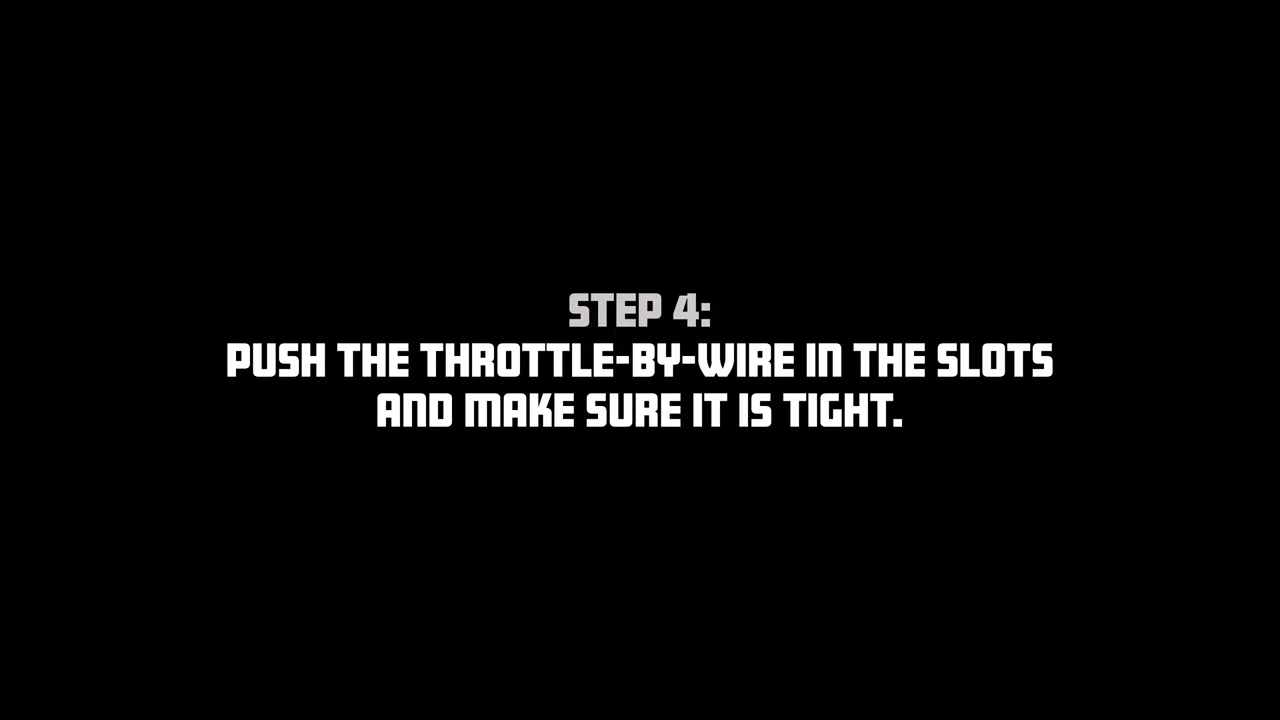 STEP 4:
PUSH THE THROTTLE-BY-WIRE IN THE SLOTS
AND MAKE SURE IT IS TIGHT.